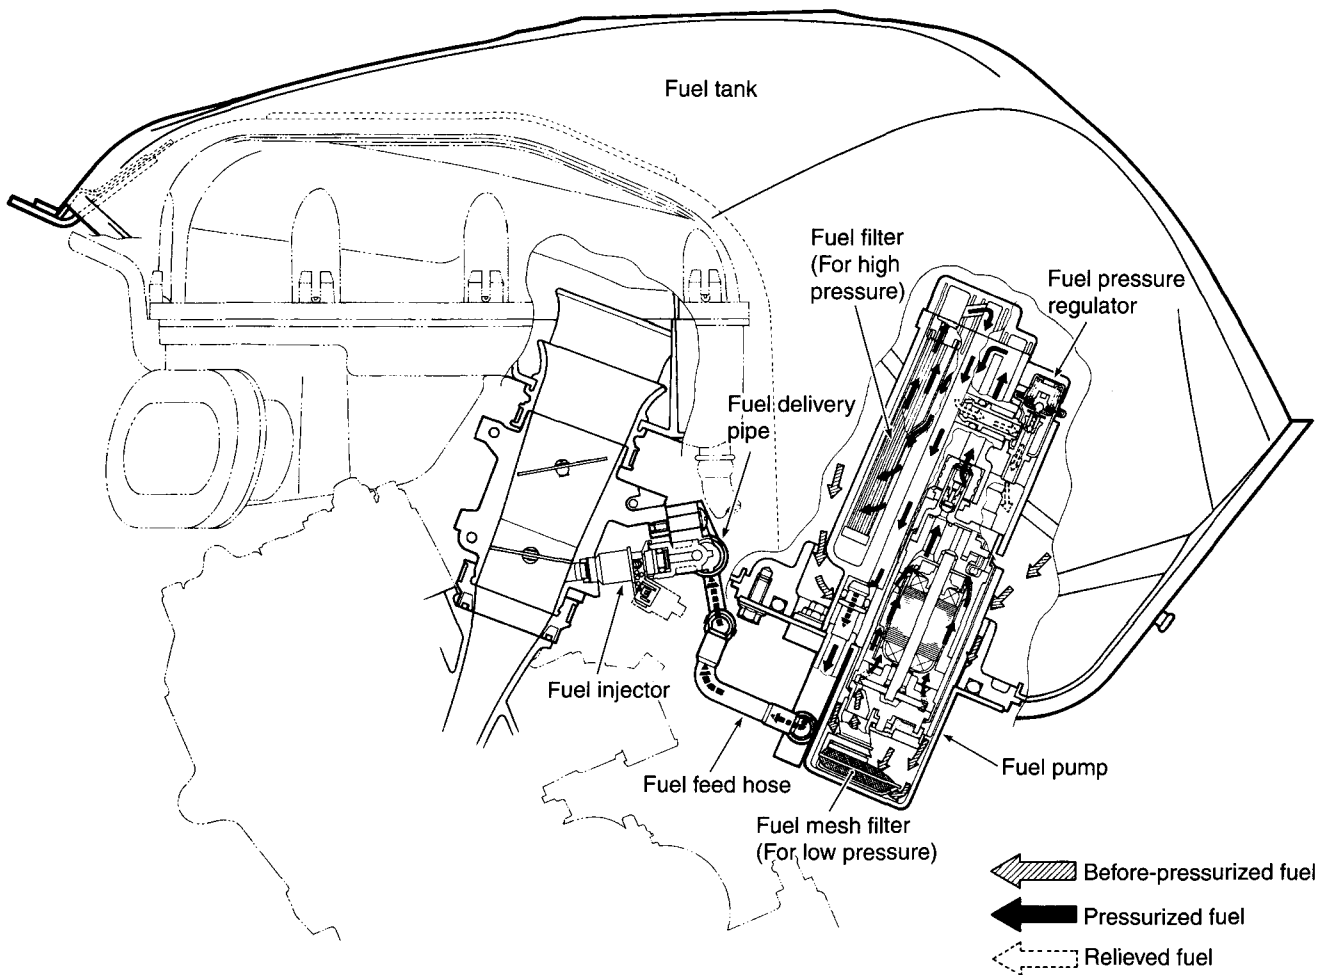 Fuel tank
Fuel filter
(For high
pressure)
Fuel pressure
regulator
Fuel delivery
pipe
Fuel injector
Fuel feed hose
Fuel pump
Fuel mesh filter
(For low pressure)
Before-pressurized fuel
Pressurized fuel
Relieved fuel